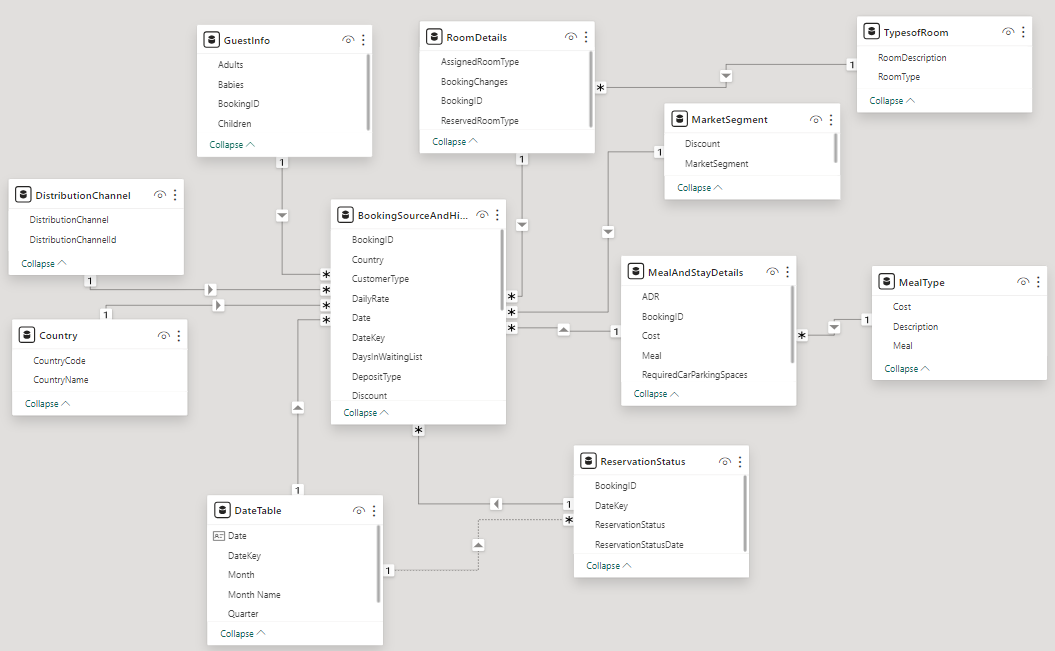 GuestInfo
Adults
Babies
BookingID
Children
Collapse
1
RoomDetails
AssignedRoomType
BookingChanges
BookingID
ReservedRoomType
Collapse
*
1
TypesofRoom
RoomDescription
RoomType
Collapse
1
MarketSegment
Discount
MarketSegment
Collapse
1
DistributionChannel
DistributionChannel
DistributionChannelId
Collapse
1
Country
CountryCode
CountryName
Collapse
1
BookingSourceAndHi...
BookingID
Country
CustomerType
DailyRate
Date
DateKey
DaysInWaitingList
DepositType
Discount
Collapse
*
*
*
*
*
*
*
*
MealAndStayDetails
ADR
BookingID
Cost
Meal
RequiredCarParkingSpaces
Collapse
1
*
MealType
Cost
Description
Meal
Collapse
1
ReservationStatus
BookingID
DateKey
ReservationStatus
ReservationStatusDate
Collapse
1
*
DateTable
Date
DateKey
Month
Month Name
Quarter
Collapse
1
1